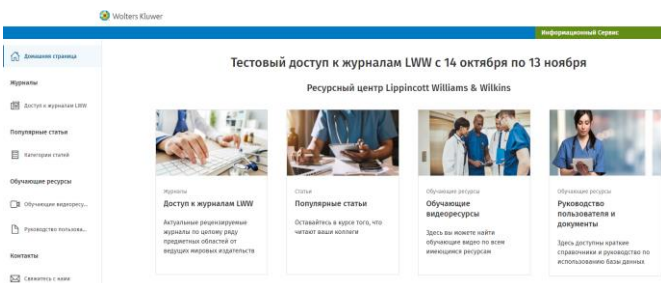 Wolters Kluwer
Информационный Сервис
Домашняя страница
Журналы
Доступ к журналам LWW
Популярные статьи
Категории статей
Обучающие ресурсы
Обучающие видеоресу...
Руководство пользова...
Контакты
Свяжитесь с нами
Тестовый доступ к журналам LWW с 14 октября по 13 ноября
Ресурсный центр Lippincott Williams & Wilkins
Журналы
Доступ к журналам LWW
Актуальные рецензируемые
журналы по целому ряду
предметных областей от
ведущих мировых издательств
Статьи
Популярные статьи
Оставайтесь в курсе того, что
читают ваши коллеги
Обучающие ресурсы
Обучающие
видеоресурсы
Здесь вы можете найти
обучающие видео по всем
имеющимся ресурсам
Обучающие ресурсы
Руководство
пользователя и
документы
Здесь доступны краткие
справочники и руководство по
использованию базы данных